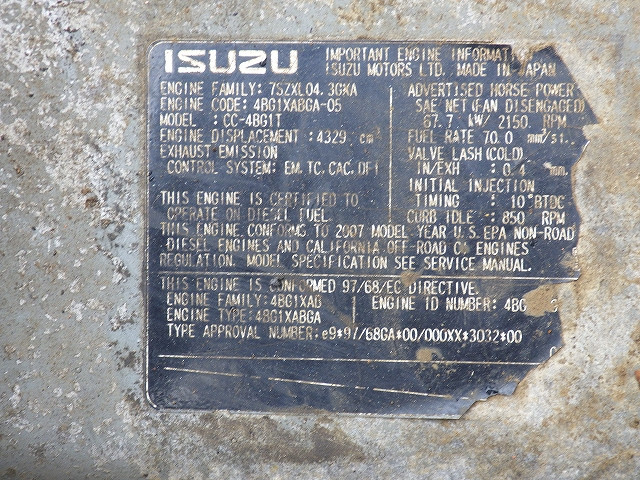 ISUZU
IMPORTANT ENGINE
ISUZU MOTORS LTD. MADE IN JAPAN
ENGINE FAMILY: 7SZXL04.3GKA
ENGINE CODE: 4BG1XABGA-05
MODEL : CC-4BG1T
ENGINE DISPLACEMENT: 4329 cm³
EXHAUST EMISSION
CONTROL SYSTEM: EM, TC, CAC, DFI
THIS ENGINE IS CERTIFIED TO
OPERATE ON DIESEL FUEL.
ADVERTISED HORSE POWER
SAE NET (FAN DISENGAGED)
67.7 kW/ 2150 RPM
FUEL RATE 70.0 mm³/st.
VALVE LASH (COLD)
IN/EXH : 0.4 mm
INITIAL INJECTION
TIMING : 10° BTDC
CURB IDLE: 850 RPM
THIS ENGINE CONFORMS TO 2007 MODEL YEAR U.S. EPA NON-ROAD
DIESEL ENGINES AND CALIFORNIA OFF-ROAD CI ENGINES
REGULATION. MODEL SPECIFICATION SEE SERVICE MANUAL.
THIS ENGINE IS CONFORMED 97/68/EC DIRECTIVE.
ENGINE FAMILY: 4BG1XAB
ENGINE ID NUMBER: 4BG
ENGINE TYPE: 4BG1XABGA
TYPE APPROVAL NUMBER: e9*97/68GA*00/000XX*3032*00